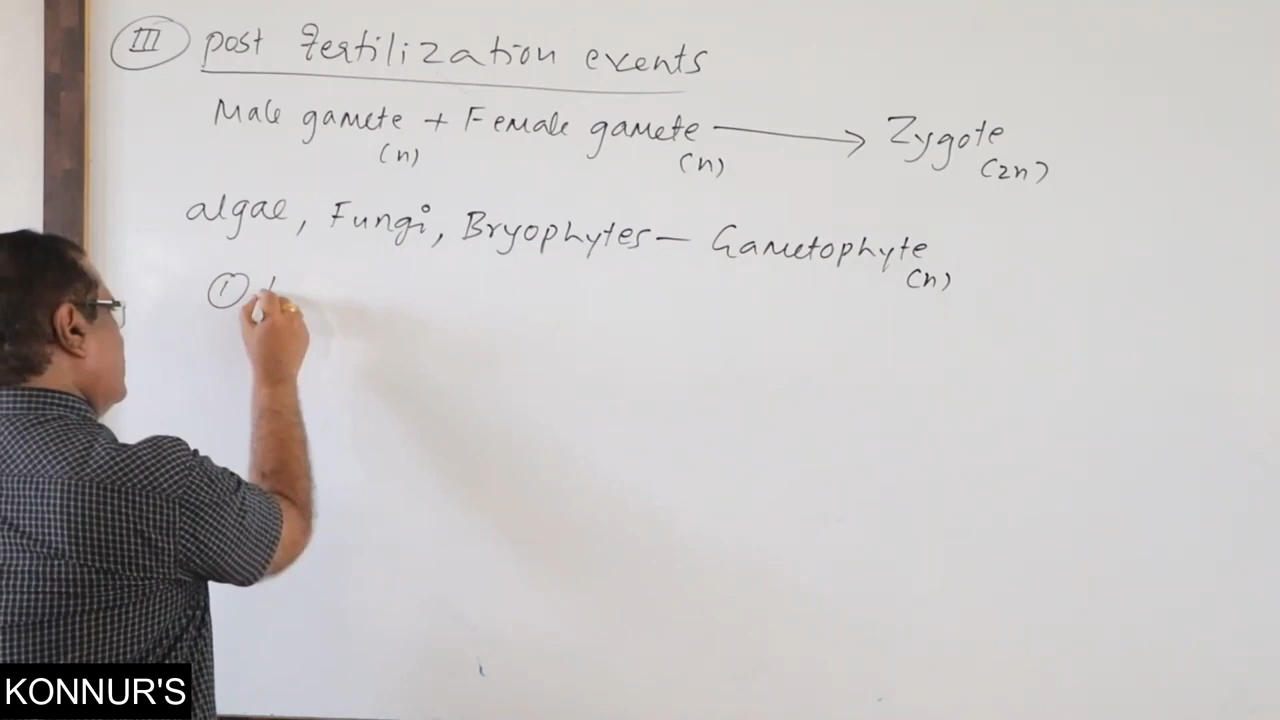 III post fertilization events
Male gamete + Female gamete → Zygote
(n) (n) (2n)
algae, Fungi, Bryophytes — Gametophyte
(n)
①
KONNUR'S